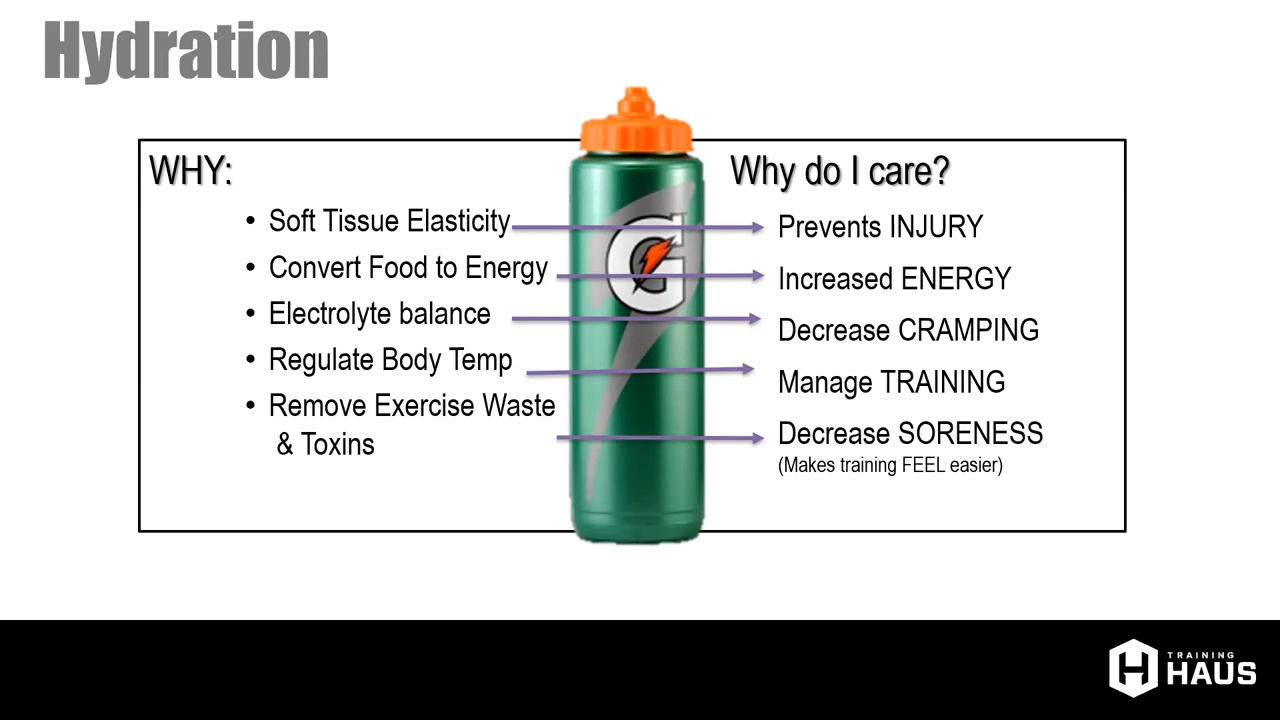 Hydration
WHY:
• Soft Tissue Elasticity
• Convert Food to Energy
• Electrolyte balance
• Regulate Body Temp
• Remove Exercise Waste
& Toxins
G
Why do I care?
Prevents INJURY
Increased ENERGY
Decrease CRAMPING
Manage TRAINING
Decrease SORENESS
(Makes training FEEL easier)
TRAINING
HAUS